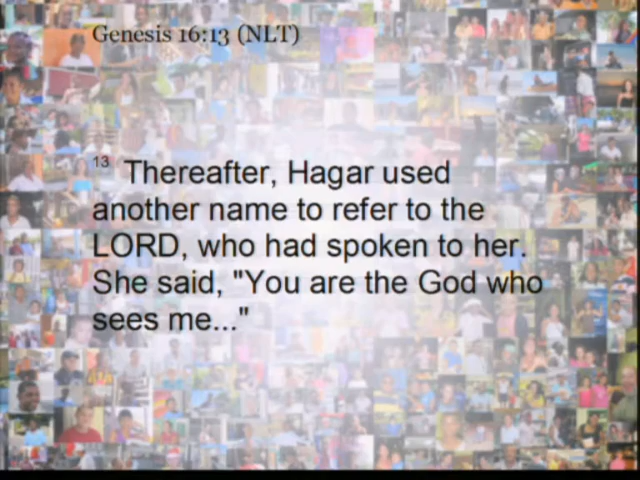 Genesis 16:13 (NLT)
13 Thereafter, Hagar used
another name to refer to the
LORD, who had spoken to her.
She said, "You are the God who
sees me..."